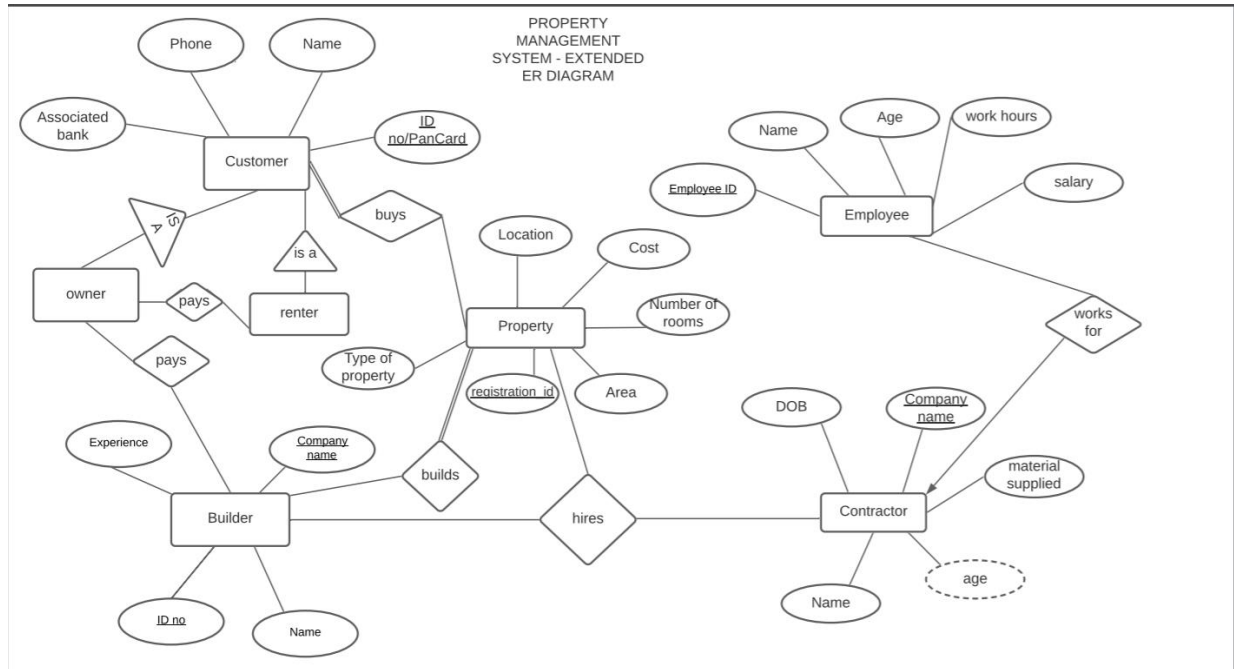 PROPERTY
MANAGEMENT
SYSTEM - EXTENDED
ER DIAGRAM
Phone
Name
Associated
bank
ID
no/PanCard
Customer
IS
A
buys
is a
owner
pays
renter
pays
Location
Cost
Number of
rooms
Property
Type of
property
registration_id
Area
Name
Age
work hours
Employee ID
salary
Employee
works
for
Experience
Company
name
builds
Builder
hires
ID no
Name
DOB
Company
name
material
supplied
Contractor
age
Name